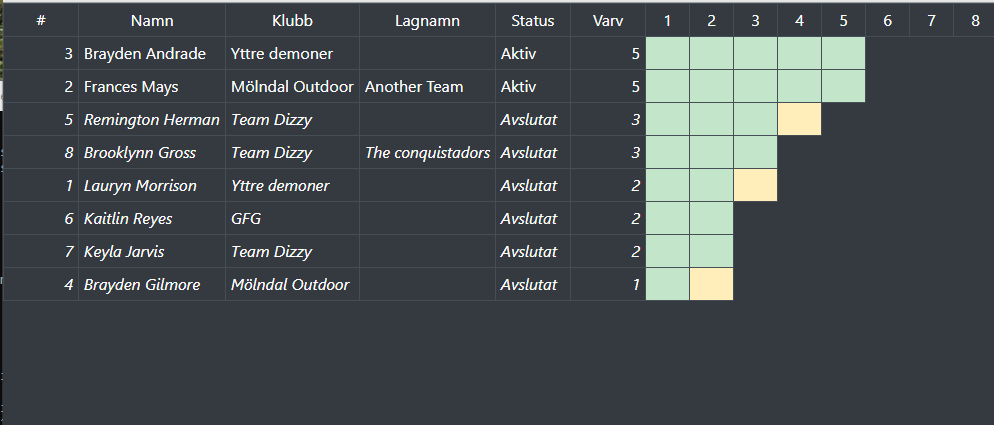 # Namn Klubb Lagnamn Status Varv 1 2 3 4 5 6 7 8
3 Brayden Andrade Yttre demoner Aktiv 5
2 Frances Mays Mölndal Outdoor Another Team Aktiv 5
5 Remington Herman Team Dizzy Avslutat 3
8 Brooklynn Gross Team Dizzy The conquistadors Avslutat 3
1 Lauryn Morrison Yttre demoner Avslutat 2
6 Kaitlin Reyes GFG Avslutat 2
7 Keyla Jarvis Team Dizzy Avslutat 2
4 Brayden Gilmore Mölndal Outdoor Avslutat 1